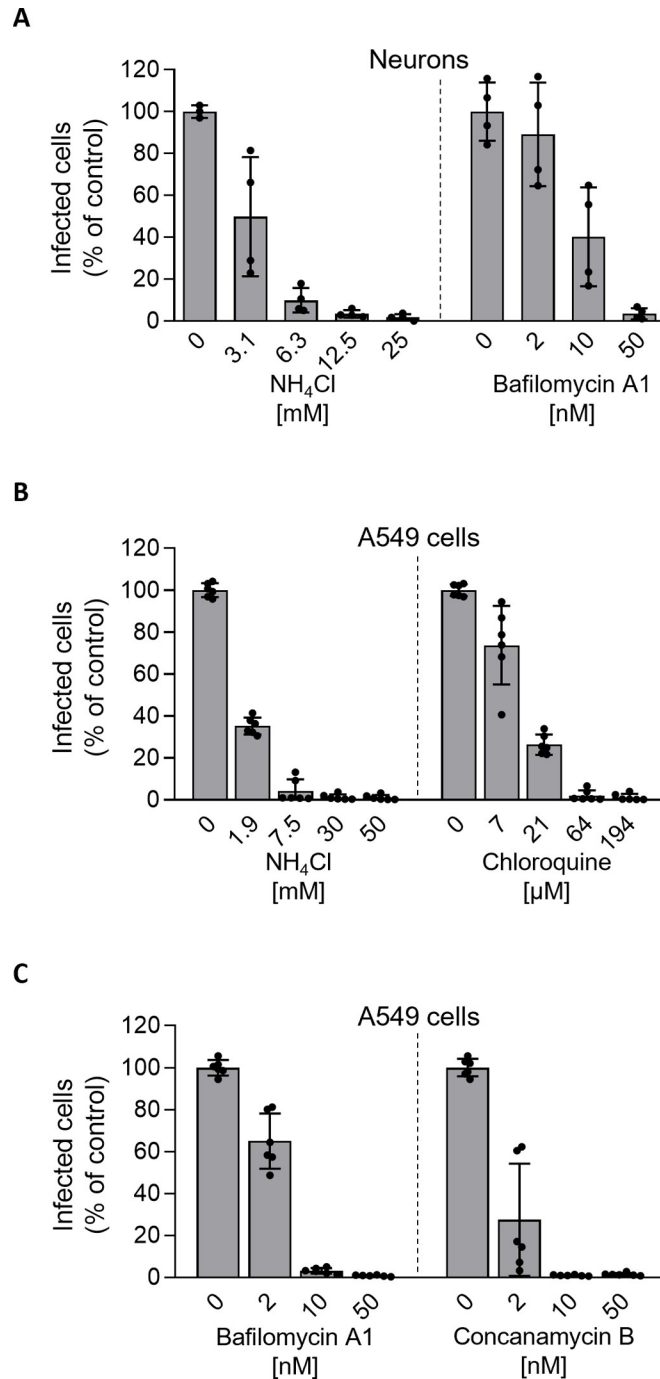 A
Neurons
Infected cells
(% of control)
120
100
80
60
40
20
0
0 3.1 6.3 12.5 25
0 2 10 50
NH₄Cl
[mM]
Bafilomycin A1
[nM]
B
A549 cells
Infected cells
(% of control)
120
100
80
60
40
20
0
0 1.9 7.5 30 50
0 7 21 64 194
NH₄Cl
[mM]
Chloroquine
[µM]
C
A549 cells
Infected cells
(% of control)
120
100
80
60
40
20
0
0 2 10 50
0 2 10 50
Bafilomycin A1
[nM]
Concanamycin B
[nM]